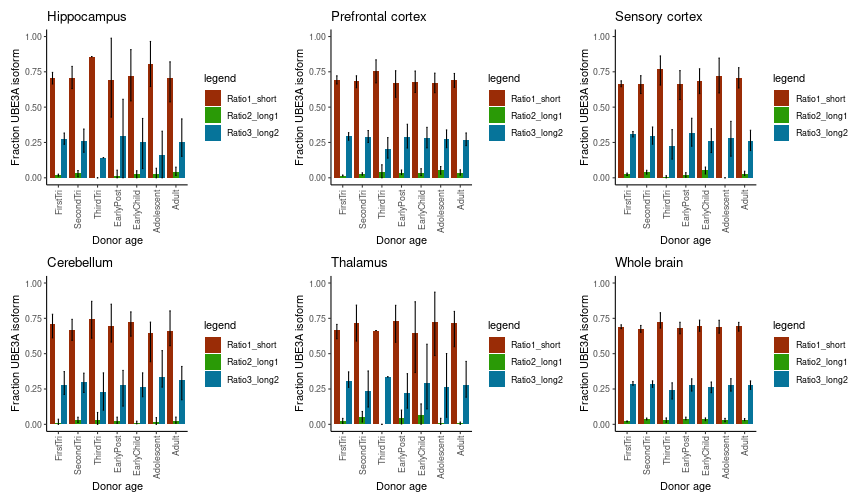 Hippocampus
Fraction UBE3A isoform
1.00
0.75
0.50
0.25
0.00
FirstTri
SecondTri
ThirdTri
EarlyPost
EarlyChild
Adolescent
Adult
Donor age
legend
Ratio1_short
Ratio2_long1
Ratio3_long2
Prefrontal cortex
Fraction UBE3A isoform
1.00
0.75
0.50
0.25
0.00
FirstTri
SecondTri
ThirdTri
EarlyPost
EarlyChild
Adolescent
Adult
Donor age
legend
Ratio1_short
Ratio2_long1
Ratio3_long2
Sensory cortex
Fraction UBE3A isoform
1.00
0.75
0.50
0.25
0.00
FirstTri
SecondTri
ThirdTri
EarlyPost
EarlyChild
Adolescent
Adult
Donor age
legend
Ratio1_short
Ratio2_long1
Ratio3_long2
Cerebellum
Fraction UBE3A isoform
1.00
0.75
0.50
0.25
0.00
FirstTri
SecondTri
ThirdTri
EarlyPost
EarlyChild
Adolescent
Adult
Donor age
legend
Ratio1_short
Ratio2_long1
Ratio3_long2
Thalamus
Fraction UBE3A isoform
1.00
0.75
0.50
0.25
0.00
FirstTri
SecondTri
ThirdTri
EarlyPost
EarlyChild
Adolescent
Adult
Donor age
legend
Ratio1_short
Ratio2_long1
Ratio3_long2
Whole brain
Fraction UBE3A isoform
1.00
0.75
0.50
0.25
0.00
FirstTri
SecondTri
ThirdTri
EarlyPost
EarlyChild
Adolescent
Adult
Donor age
legend
Ratio1_short
Ratio2_long1
Ratio3_long2